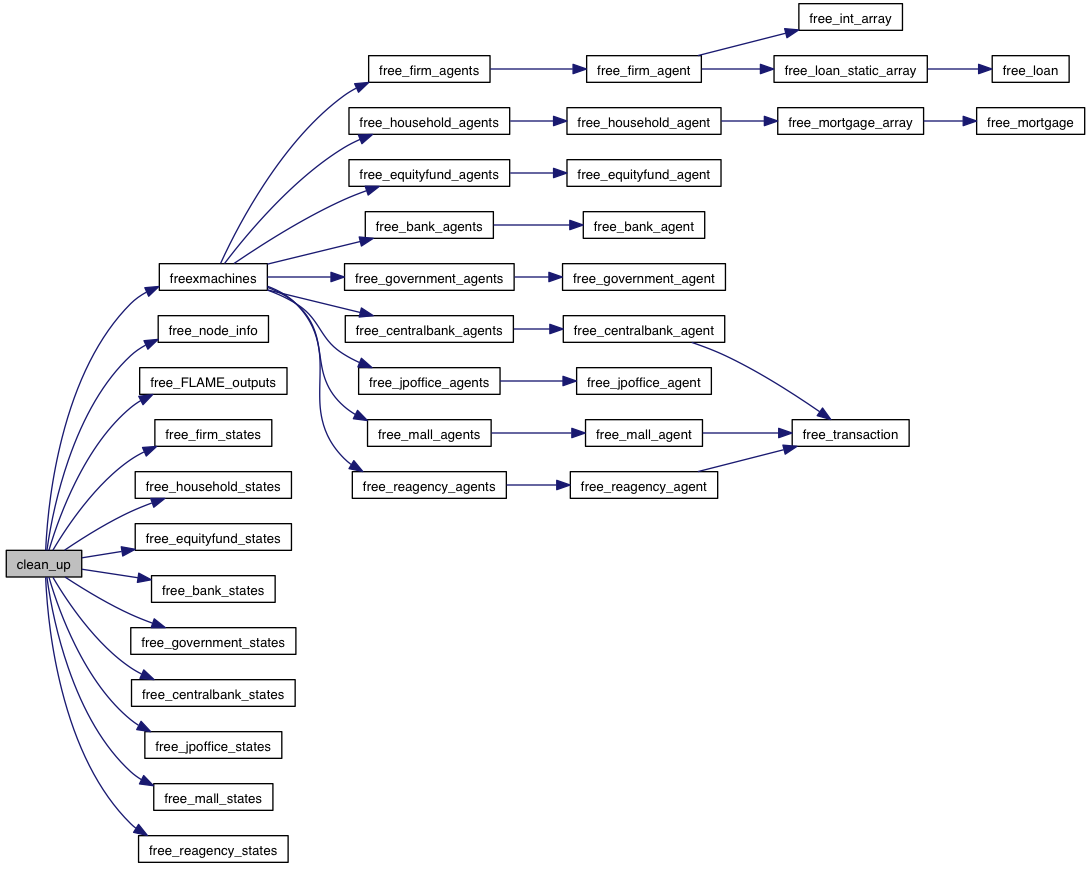 free_int_array
free_firm_agents
free_firm_agent
free_loan_static_array
free_loan
free_household_agents
free_household_agent
free_mortgage_array
free_mortgage
free_equityfund_agents
free_equityfund_agent
free_bank_agents
free_bank_agent
freexmachines
free_government_agents
free_government_agent
free_node_info
free_centralbank_agents
free_centralbank_agent
free_FLAME_outputs
free_jpoffice_agents
free_jpoffice_agent
free_firm_states
free_mall_agents
free_mall_agent
free_transaction
free_household_states
free_reagency_agents
free_reagency_agent
free_equityfund_states
clean_up
free_bank_states
free_government_states
free_centralbank_states
free_jpoffice_states
free_mall_states
free_reagency_states